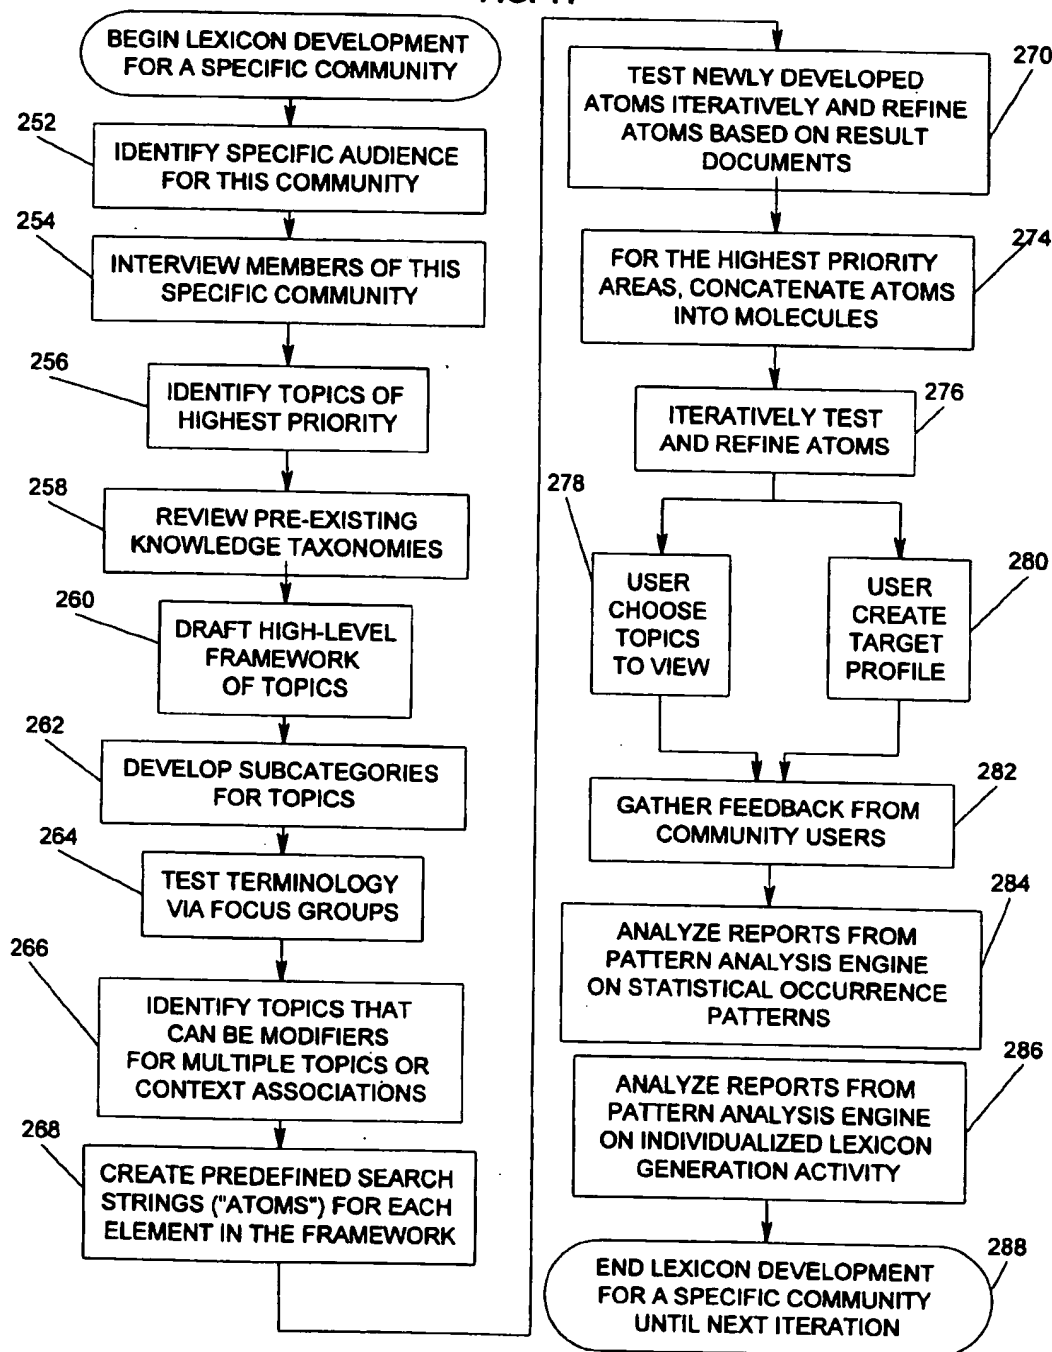 BEGIN LEXICON DEVELOPMENT
FOR A SPECIFIC COMMUNITY
252
IDENTIFY SPECIFIC AUDIENCE
FOR THIS COMMUNITY
254
INTERVIEW MEMBERS OF THIS
SPECIFIC COMMUNITY
256
IDENTIFY TOPICS OF
HIGHEST PRIORITY
258
REVIEW PRE-EXISTING
KNOWLEDGE TAXONOMIES
260
DRAFT HIGH-LEVEL
FRAMEWORK
OF TOPICS
262
DEVELOP SUBCATEGORIES
FOR TOPICS
264
TEST TERMINOLOGY
VIA FOCUS GROUPS
266
IDENTIFY TOPICS THAT
CAN BE MODIFIERS
FOR MULTIPLE TOPICS OR
CONTEXT ASSOCIATIONS
268
CREATE PREDEFINED SEARCH
STRINGS ("ATOMS") FOR EACH
ELEMENT IN THE FRAMEWORK
270
TEST NEWLY DEVELOPED
ATOMS ITERATIVELY AND REFINE
ATOMS BASED ON RESULT
DOCUMENTS
274
FOR THE HIGHEST PRIORITY
AREAS, CONCATENATE ATOMS
INTO MOLECULES
276
ITERATIVELY TEST
AND REFINE ATOMS
278
USER
CHOOSE
TOPICS
TO VIEW
280
USER
CREATE
TARGET
PROFILE
282
GATHER FEEDBACK FROM
COMMUNITY USERS
284
ANALYZE REPORTS FROM
PATTERN ANALYSIS ENGINE
ON STATISTICAL OCCURRENCE
PATTERNS
286
ANALYZE REPORTS FROM
PATTERN ANALYSIS ENGINE
ON INDIVIDUALIZED LEXICON
GENERATION ACTIVITY
288
END LEXICON DEVELOPMENT
FOR A SPECIFIC COMMUNITY
UNTIL NEXT ITERATION